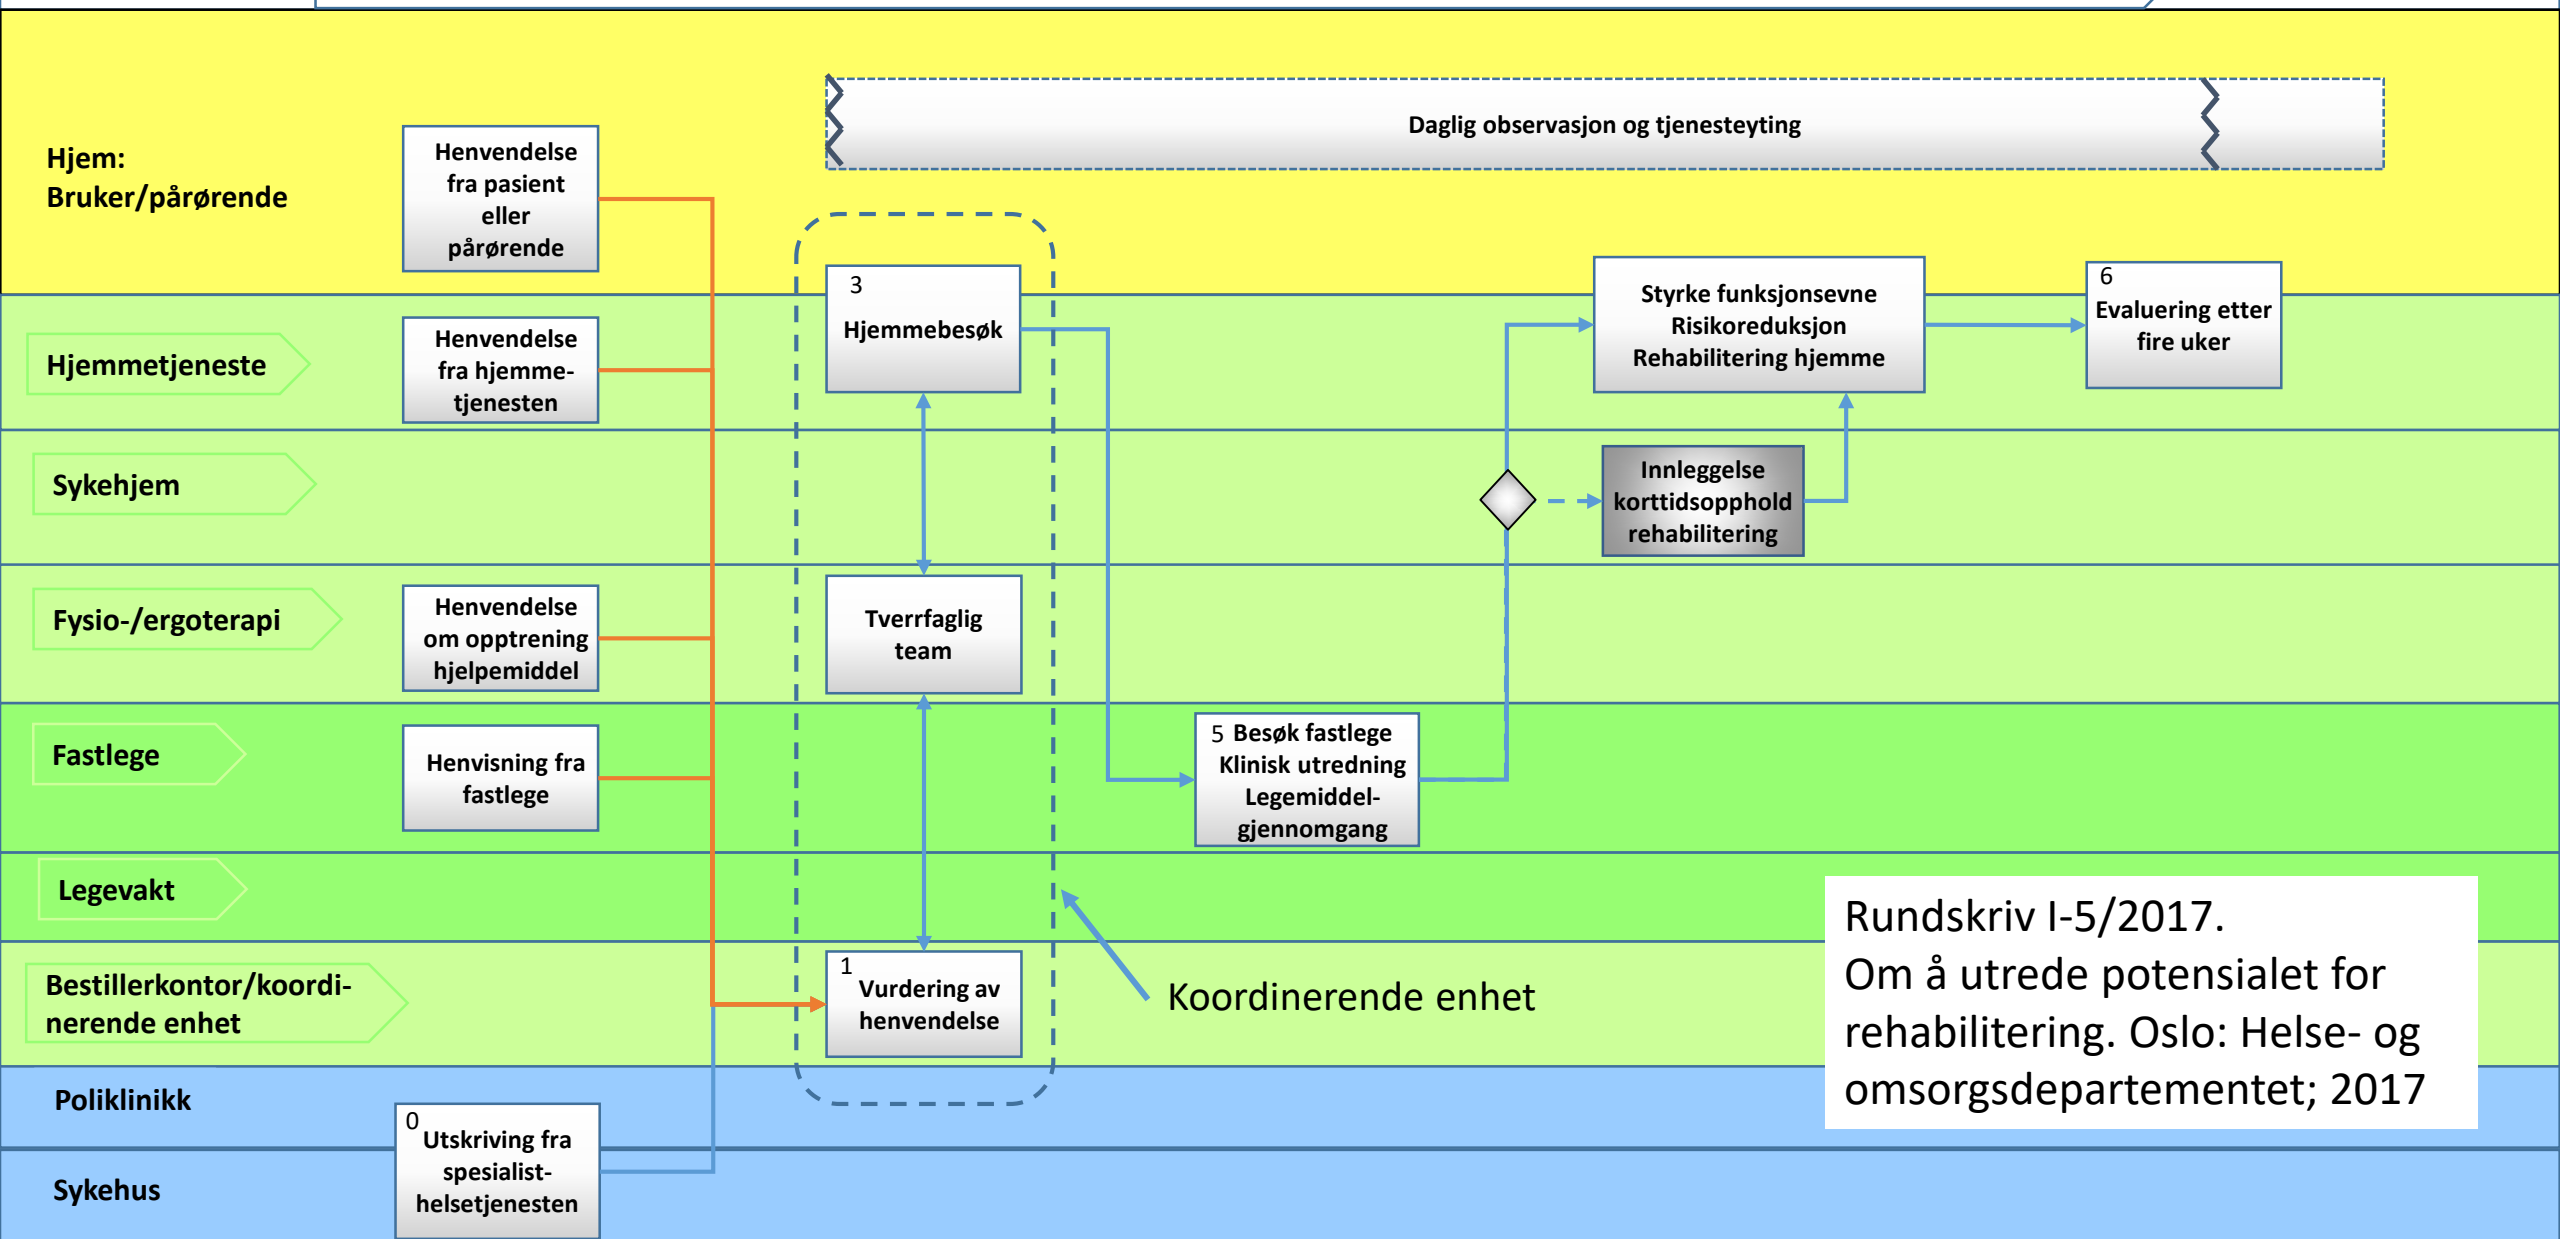 Daglig observasjon og tjenesteyting
Hjem:
Bruker/pårørende
Henvendelse
fra pasient
eller
pårørende
3
Hjemmebesøk
Styrke funksjonsevne
Risikoreduksjon
Rehabilitering hjemme
6
Evaluering etter
fire uker
Hjemmetjeneste
Henvendelse
fra hjemme-
tjenesten
Sykehjem
Innleggelse
korttidsopphold
rehabilitering
Fysio-/ergoterapi
Henvendelse
om opptrening
hjelpemiddel
Tverrfaglig
team
Fastlege
Henvisning fra
fastlege
5 Besøk fastlege
Klinisk utredning
Legemiddel-
gjennomgang
Legevakt
Bestillerkontor/koordi-
nerende enhet
1
Vurdering av
henvendelse
Koordinerende enhet
Rundskriv I-5/2017.
Om å utrede potensialet for
rehabilitering. Oslo: Helse- og
omsorgsdepartementet; 2017
Poliklinikk
0
Utskriving fra
spesialist-
helsetjenesten
Sykehus